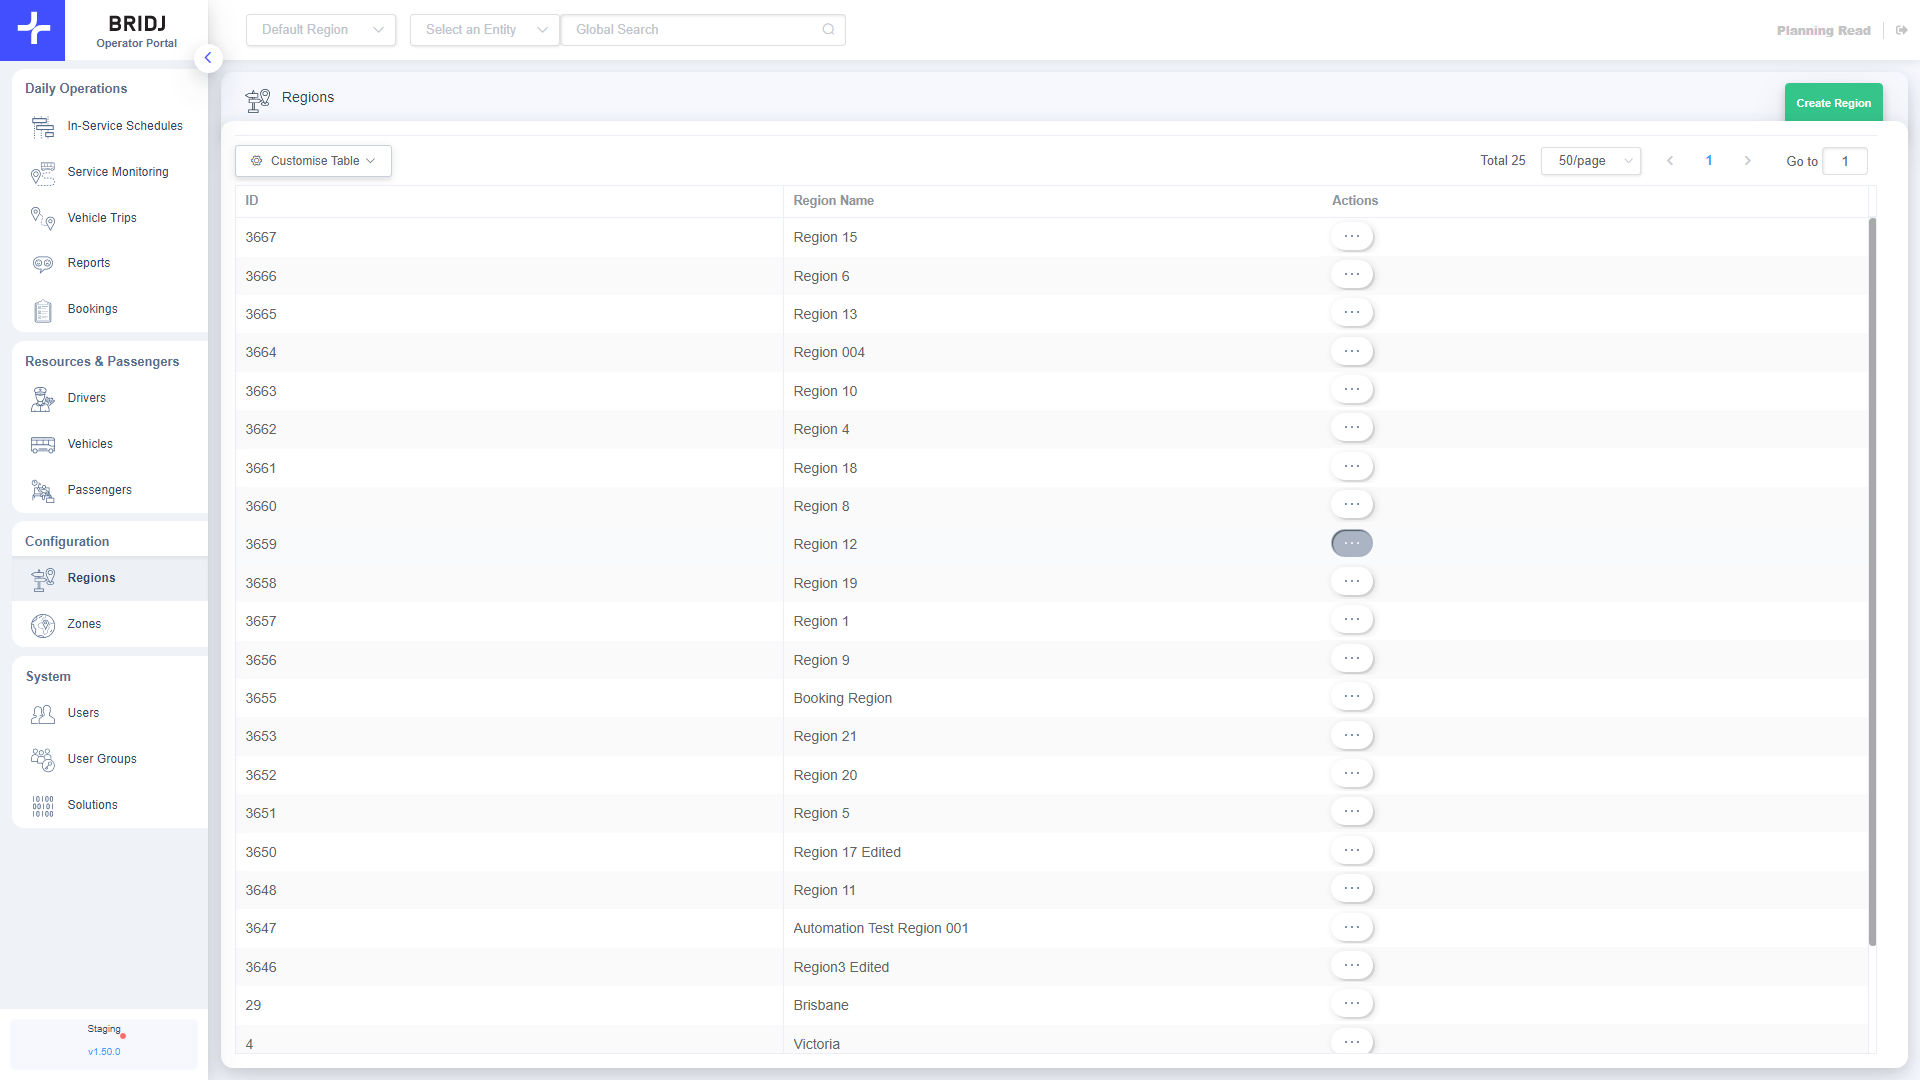 BRIDJ
Operator Portal
Default Region
Select an Entity
Global Search
Planning Read
Daily Operations
In-Service Schedules
Service Monitoring
Vehicle Trips
Reports
Bookings
Resources & Passengers
Drivers
Vehicles
Passengers
Configuration
Regions
Zones
System
Users
User Groups
Solutions
Staging
v1.50.0
Regions
Create Region
Customise Table
Total 25
50/page
1
Go to
1
ID Region Name Actions
3667 Region 15
3666 Region 6
3665 Region 13
3664 Region 004
3663 Region 10
3662 Region 4
3661 Region 18
3660 Region 8
3659 Region 12
3658 Region 19
3657 Region 1
3656 Region 9
3655 Booking Region
3653 Region 21
3652 Region 20
3651 Region 5
3650 Region 17 Edited
3648 Region 11
3647 Automation Test Region 001
3646 Region3 Edited
29 Brisbane
4 Victoria